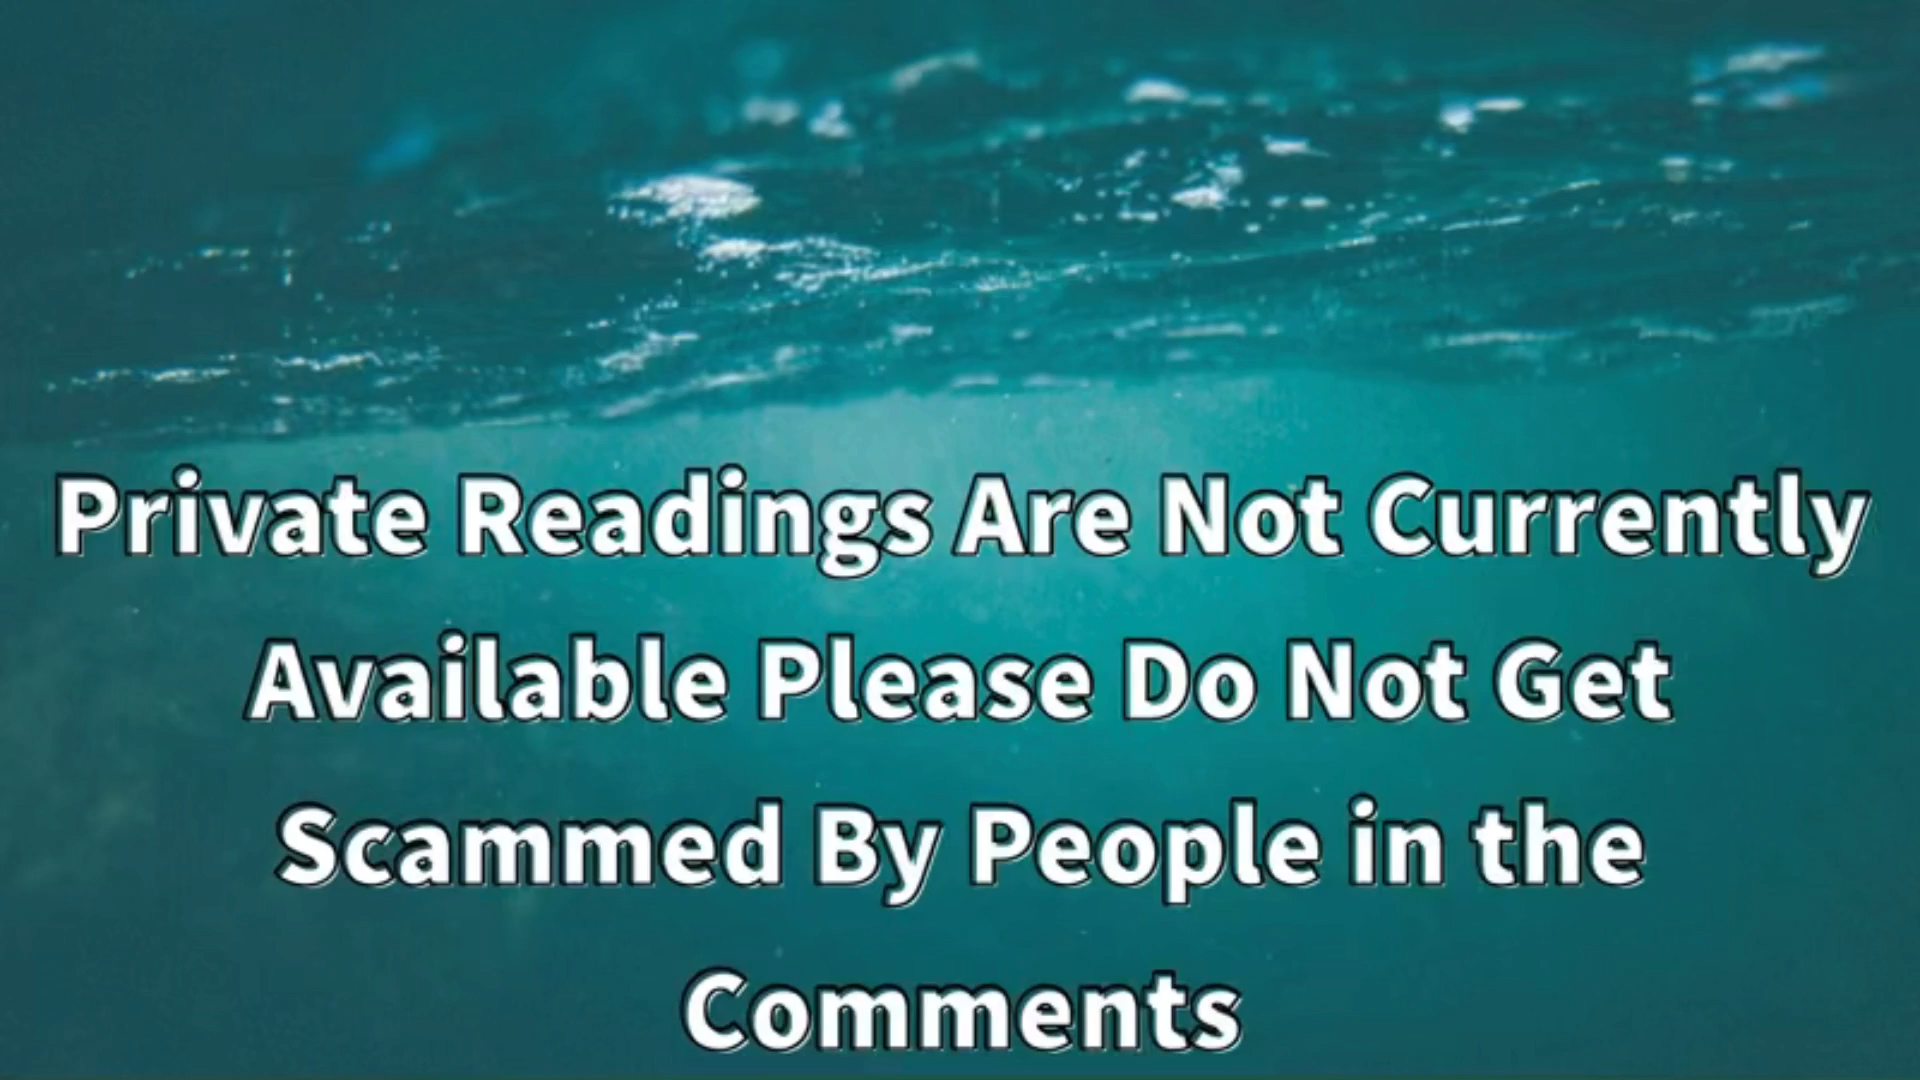 Private Readings Are Not Currently
Available Please Do Not Get
Scammed By People in the
Comments